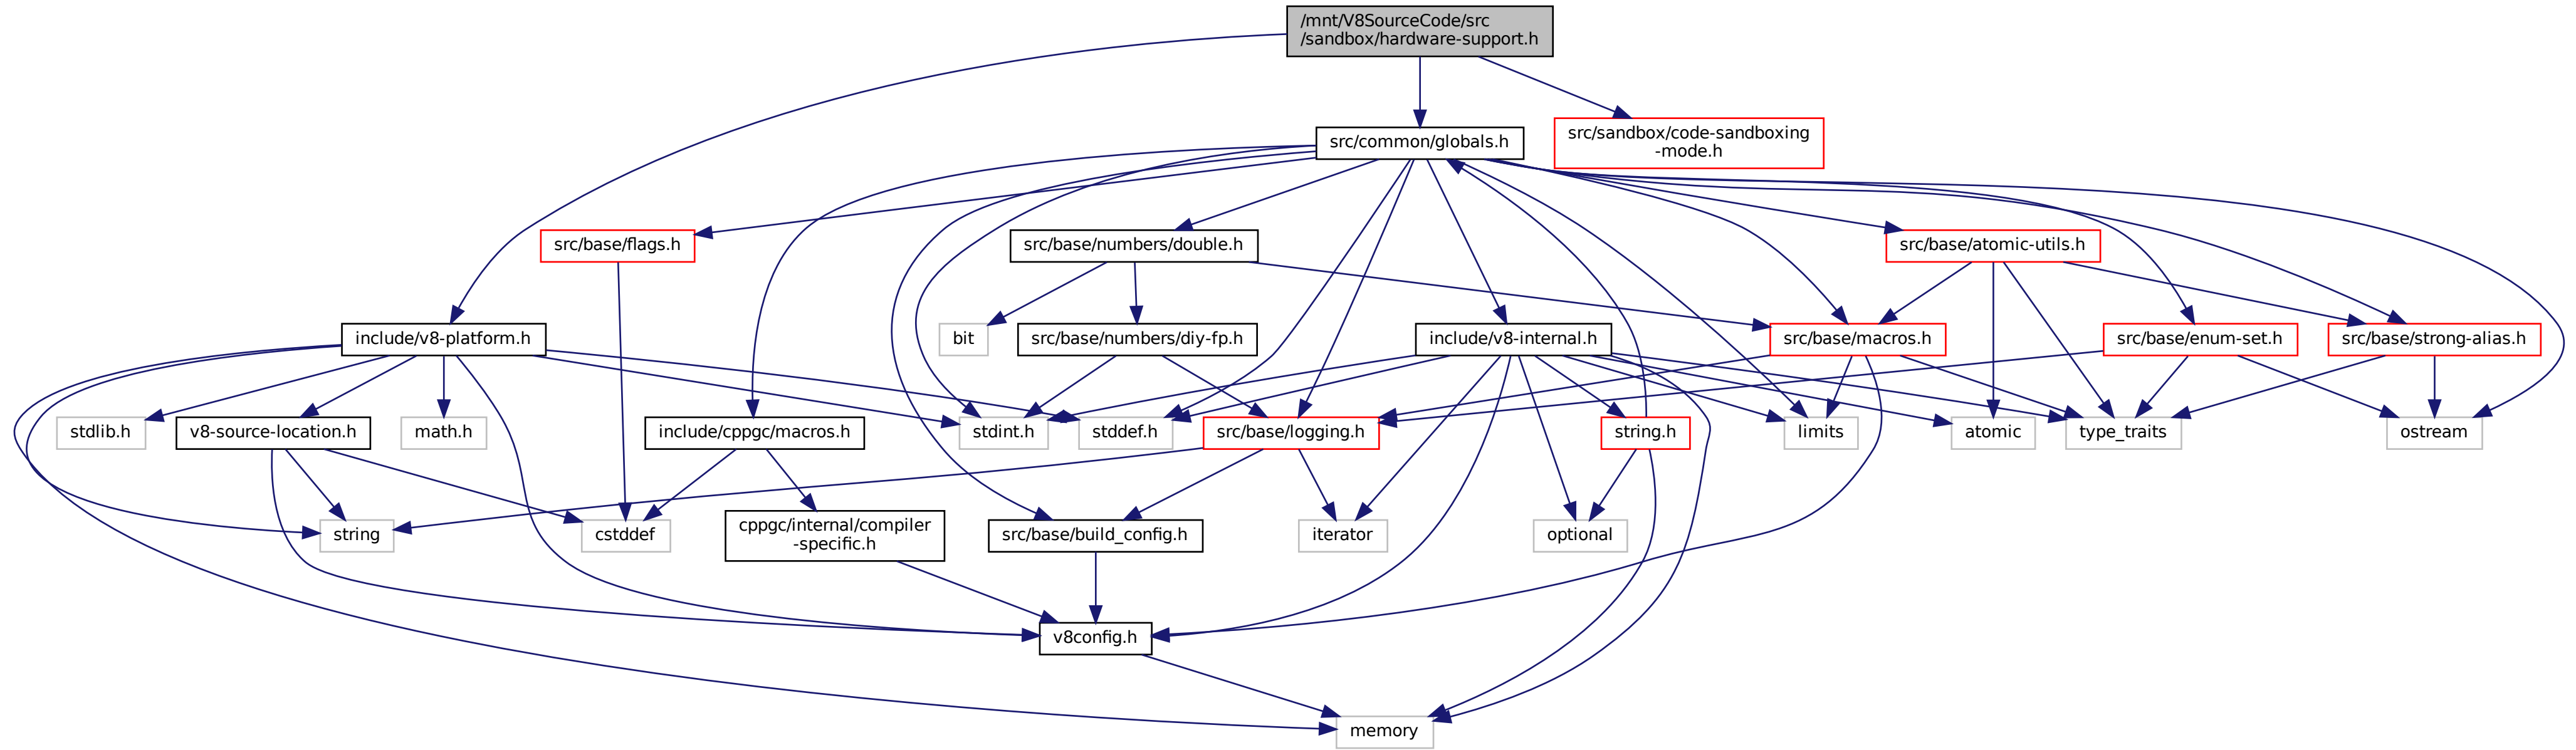 /mnt/V8SourceCode/src
/sandbox/hardware-support.h
src/common/globals.h
src/sandbox/code-sandboxing
-mode.h
src/base/flags.h
src/base/numbers/double.h
src/base/atomic-utils.h
include/v8-platform.h
bit
src/base/numbers/diy-fp.h
include/v8-internal.h
src/base/macros.h
src/base/enum-set.h
src/base/strong-alias.h
stdlib.h
v8-source-location.h
math.h
include/cppgc/macros.h
stdint.h
stddef.h
src/base/logging.h
string.h
limits
atomic
type_traits
ostream
string
cstddef
cppgc/internal/compiler
-specific.h
src/base/build_config.h
iterator
optional
v8config.h
memory